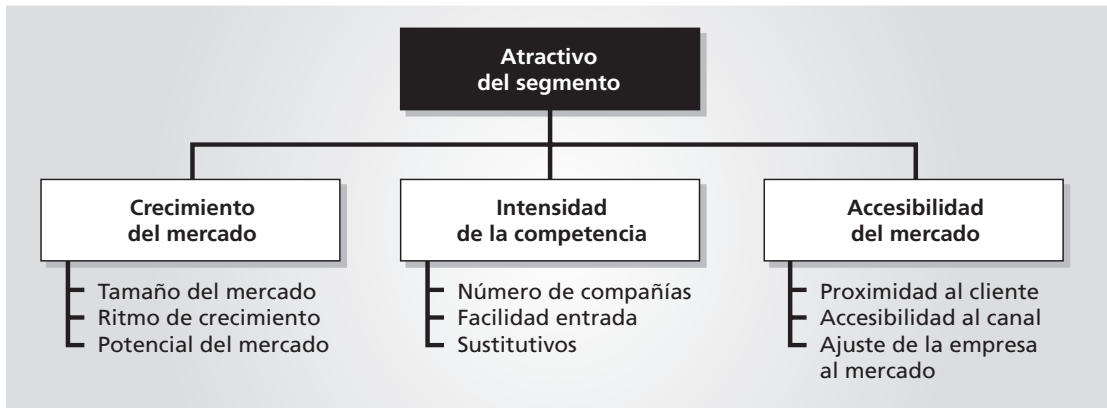 Atractivo
del segmento
Crecimiento
del mercado
Intensidad
de la competencia
Accesibilidad
del mercado
Tamaño del mercado
Ritmo de crecimiento
Potencial del mercado
Número de compañías
Facilidad entrada
Sustitutivos
Proximidad al cliente
Accesibilidad al canal
Ajuste de la empresa
al mercado